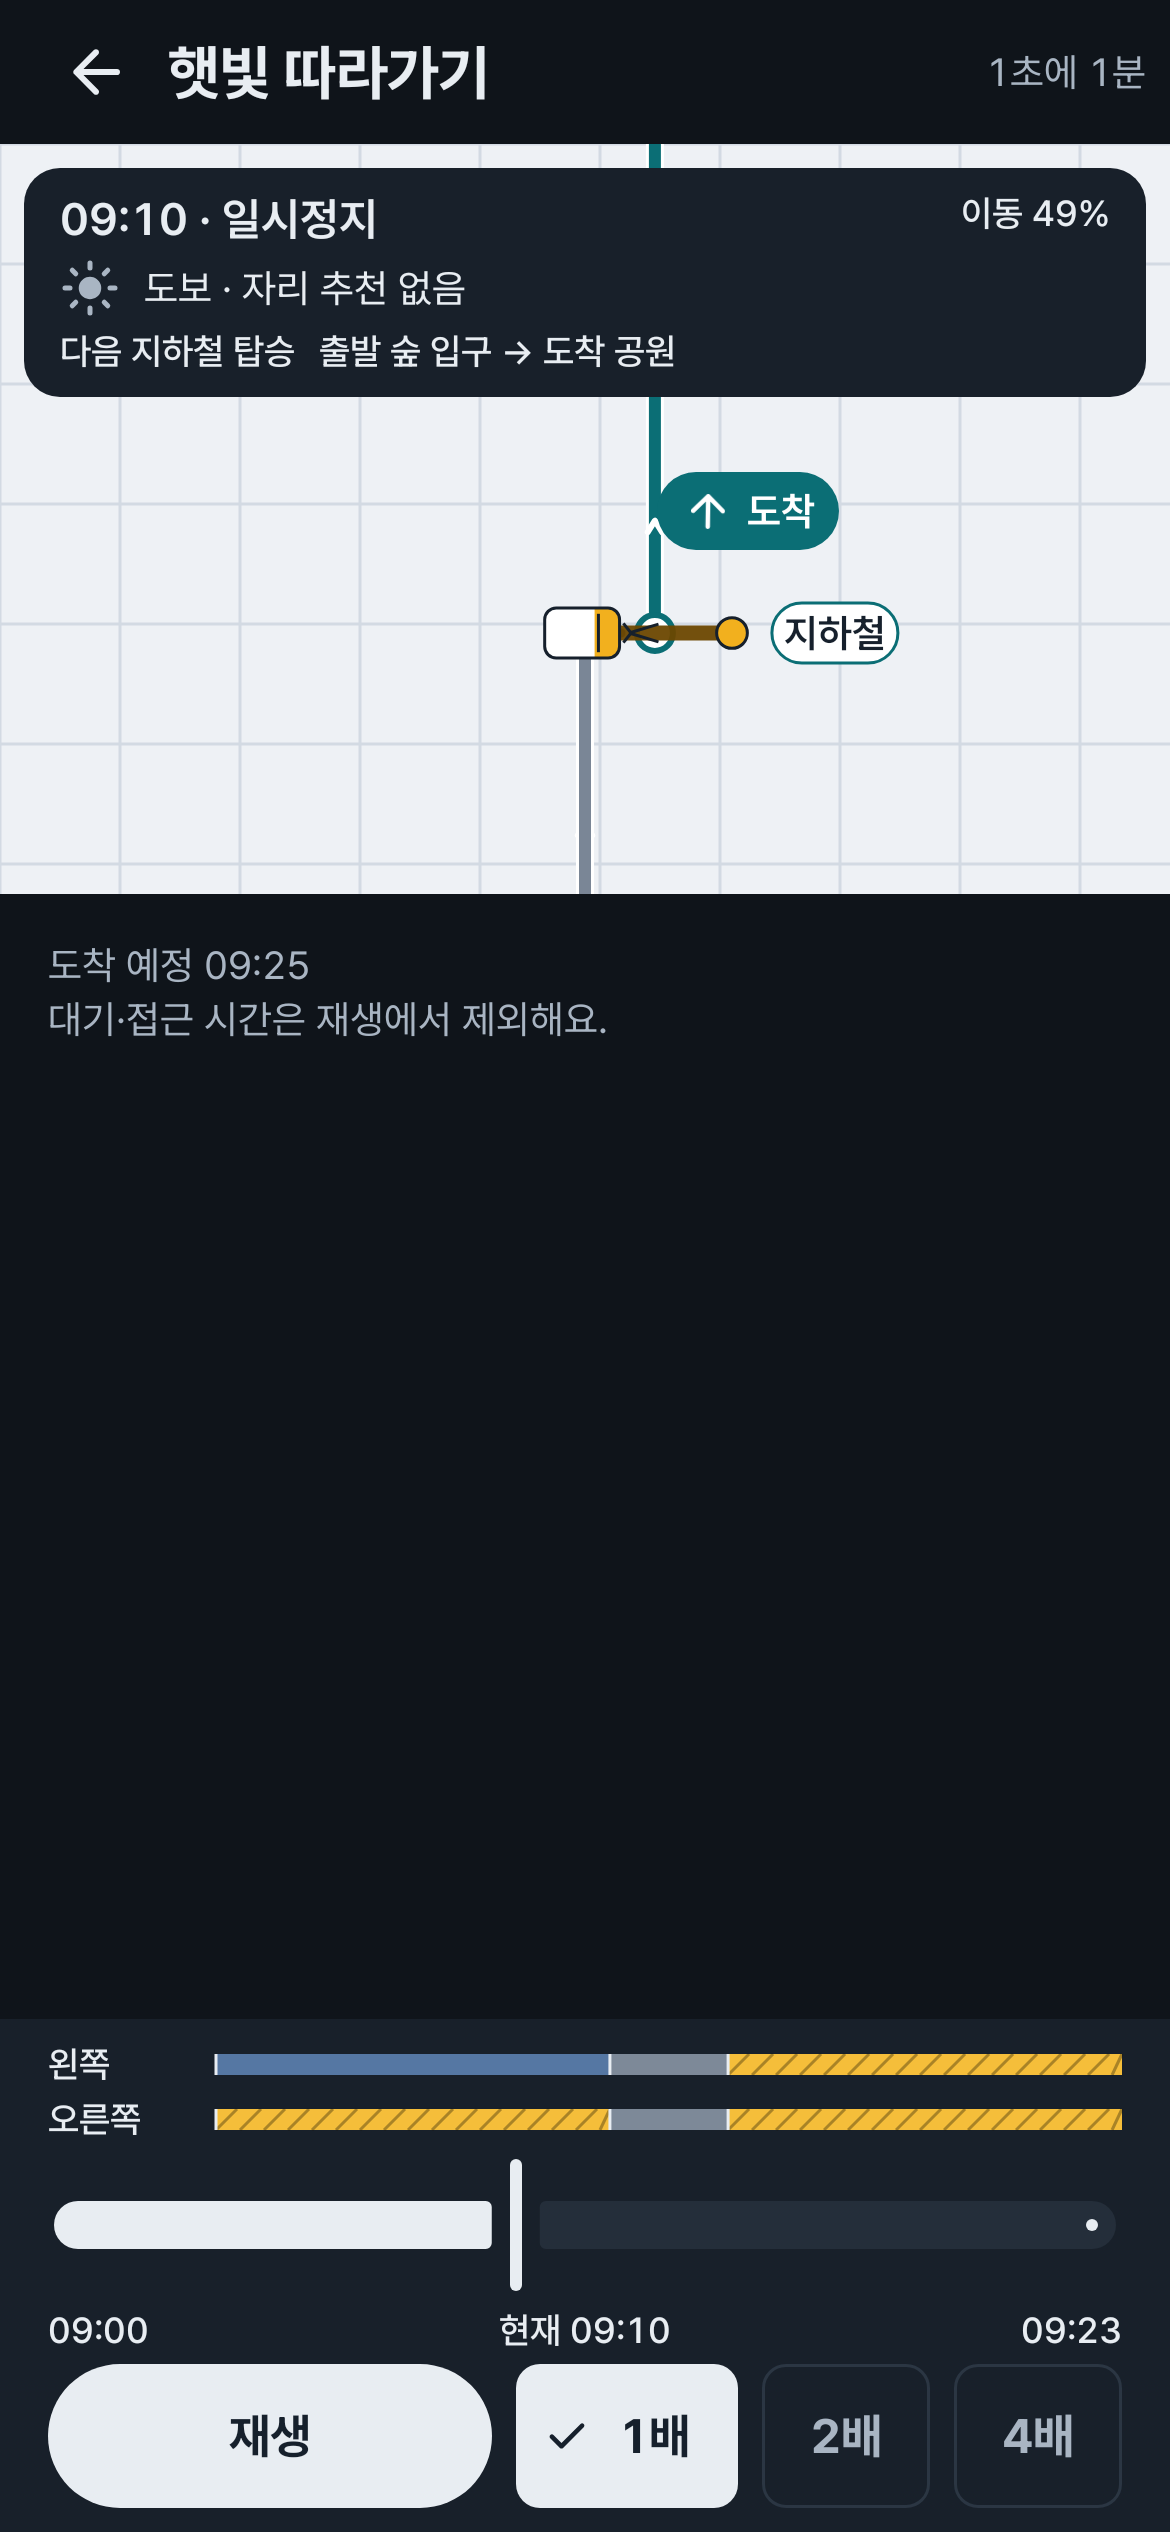 햇빛 따라가기
1초에 1분
09:10 · 일시정지
이동 49%
도보 · 자리 추천 없음
다음 지하철 탑승 출발 숲 입구 → 도착 공원
↑ 도착
지하철
도착 예정 09:25
대기·접근 시간은 재생에서 제외해요.
왼쪽
오른쪽
09:00
현재 09:10
09:23
재생
✓ 1배
2배
4배